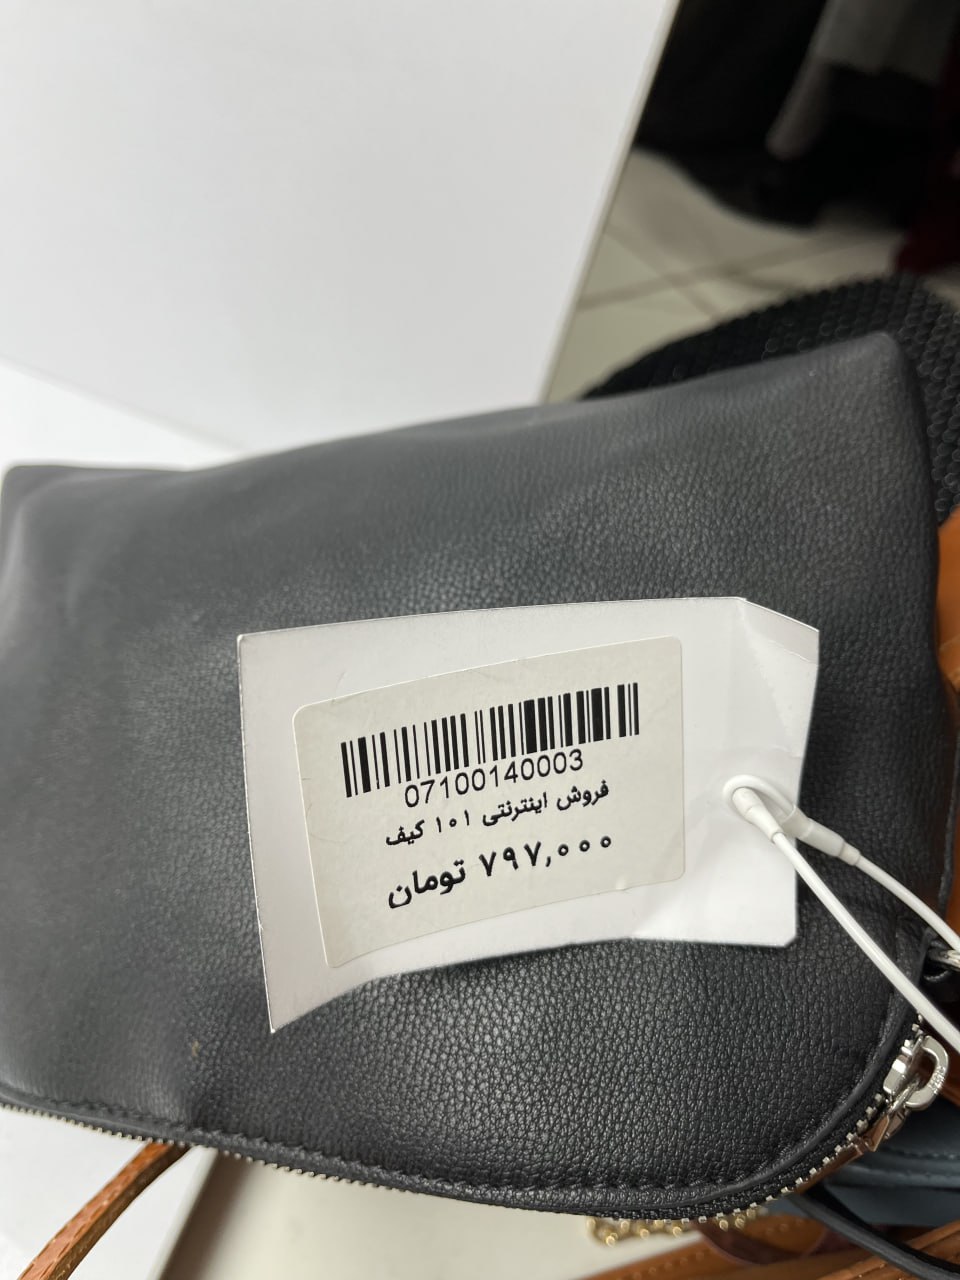 07100140003
فروش اینترنتی ۱۰۱ کیف
۷۹۷,۰۰۰ تومان